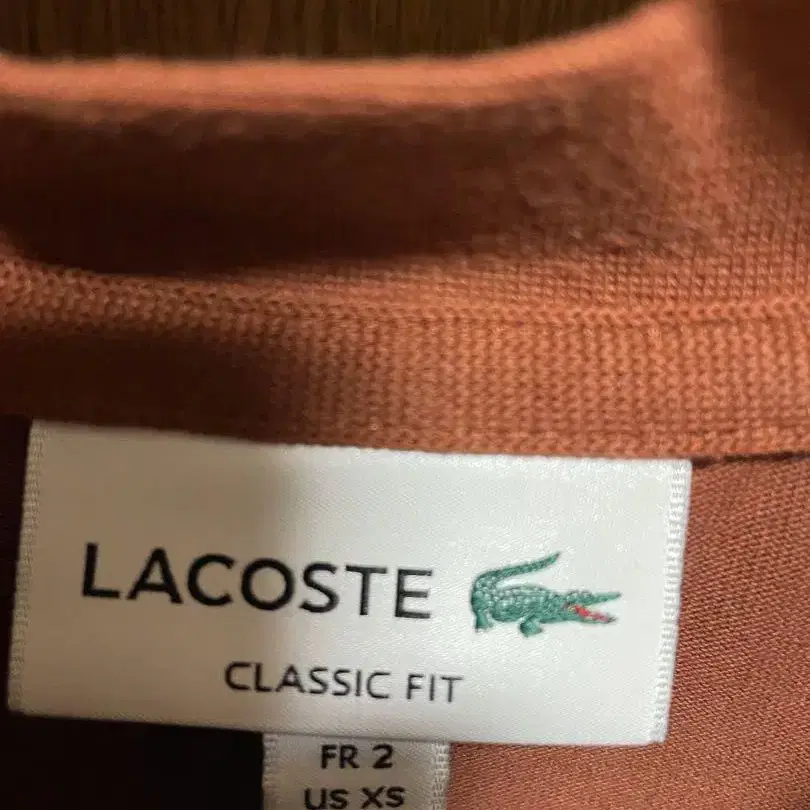 LACOSTE
CLASSIC FIT
FR 2
US XS